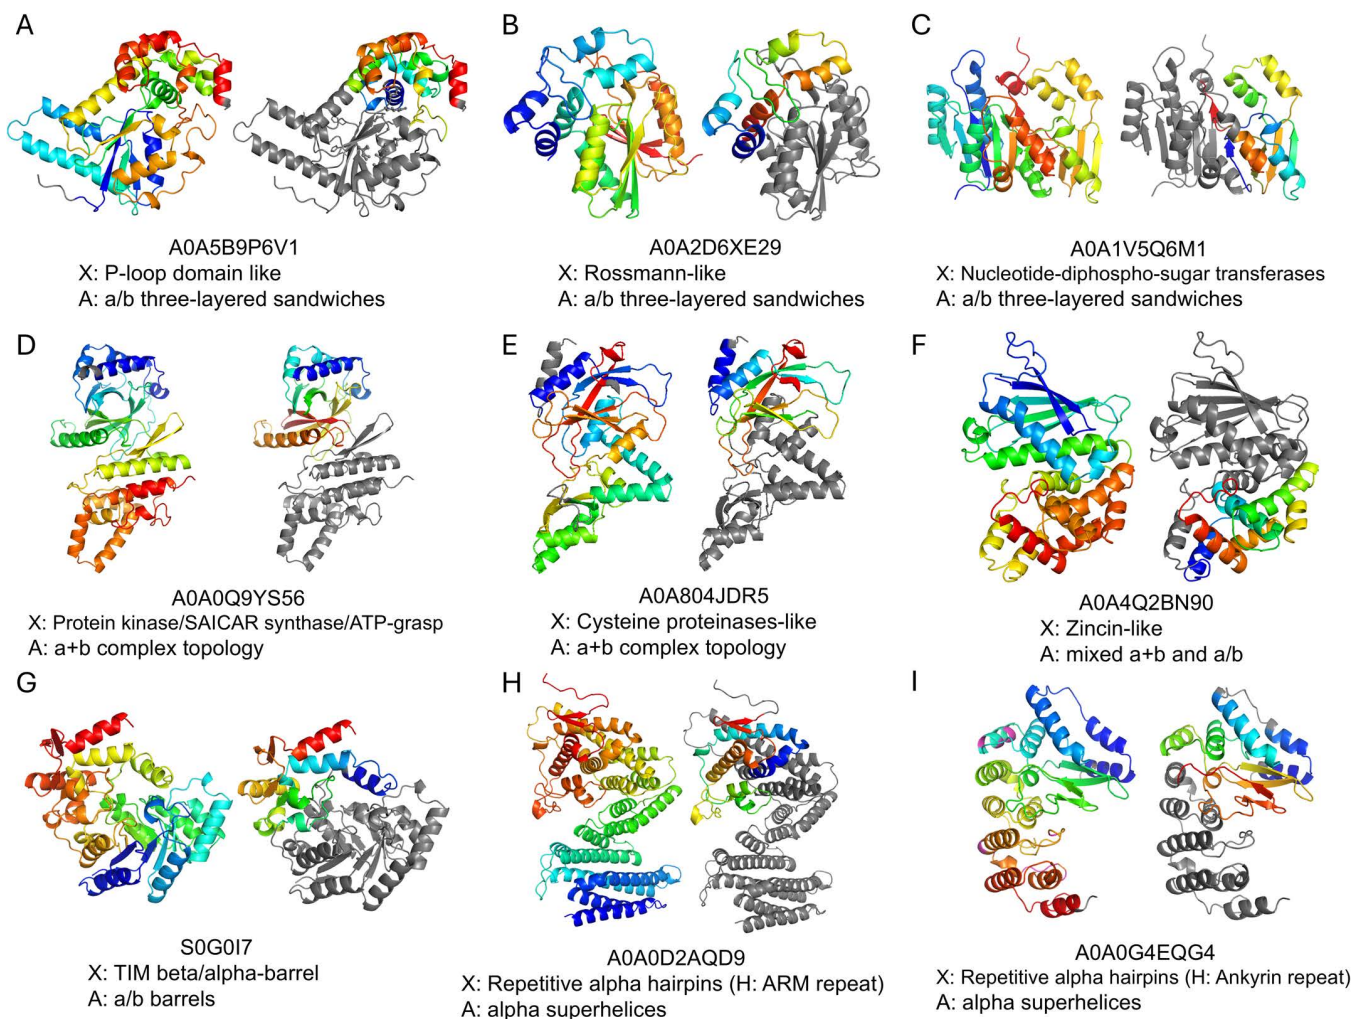 A
B
C
A0A5B9P6V1
X: P-loop domain like
A: a/b three-layered sandwiches
A0A2D6XE29
X: Rossmann-like
A: a/b three-layered sandwiches
A0A1V5Q6M1
X: Nucleotide-diphospho-sugar transferases
A: a/b three-layered sandwiches
D
E
F
A0A0Q9YS56
X: Protein kinase/SAICAR synthase/ATP-grasp
A: a+b complex topology
A0A804JDR5
X: Cysteine proteinases-like
A: a+b complex topology
A0A4Q2BN90
X: Zincin-like
A: mixed a+b and a/b
G
H
I
S0G0I7
X: TIM beta/alpha-barrel
A: a/b barrels
A0A0D2AQD9
X: Repetitive alpha hairpins (H: ARM repeat)
A: alpha superhelices
A0A0G4EQG4
X: Repetitive alpha hairpins (H: Ankyrin repeat)
A: alpha superhelices